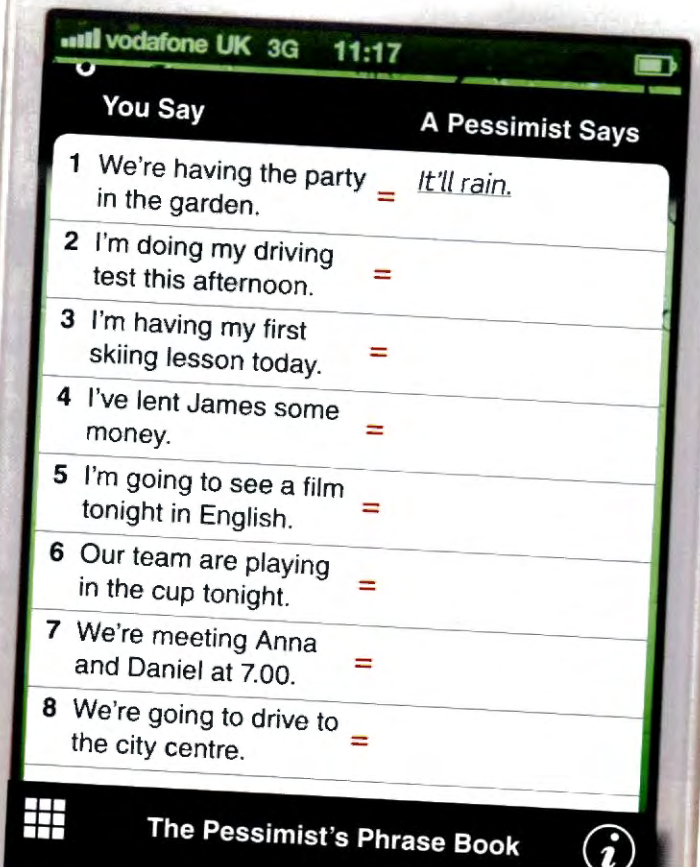 vodafone UK 3G 11:17
You Say
A Pessimist Says
1 We're having the party
in the garden.
= It'll rain.
2 I'm doing my driving
test this afternoon.
=
3 I'm having my first
skiing lesson today.
=
4 I've lent James some
money.
=
5 I'm going to see a film
tonight in English.
=
6 Our team are playing
in the cup tonight.
=
7 We're meeting Anna
and Daniel at 7.00.
=
8 We're going to drive to
the city centre.
=
The Pessimist's Phrase Book
i